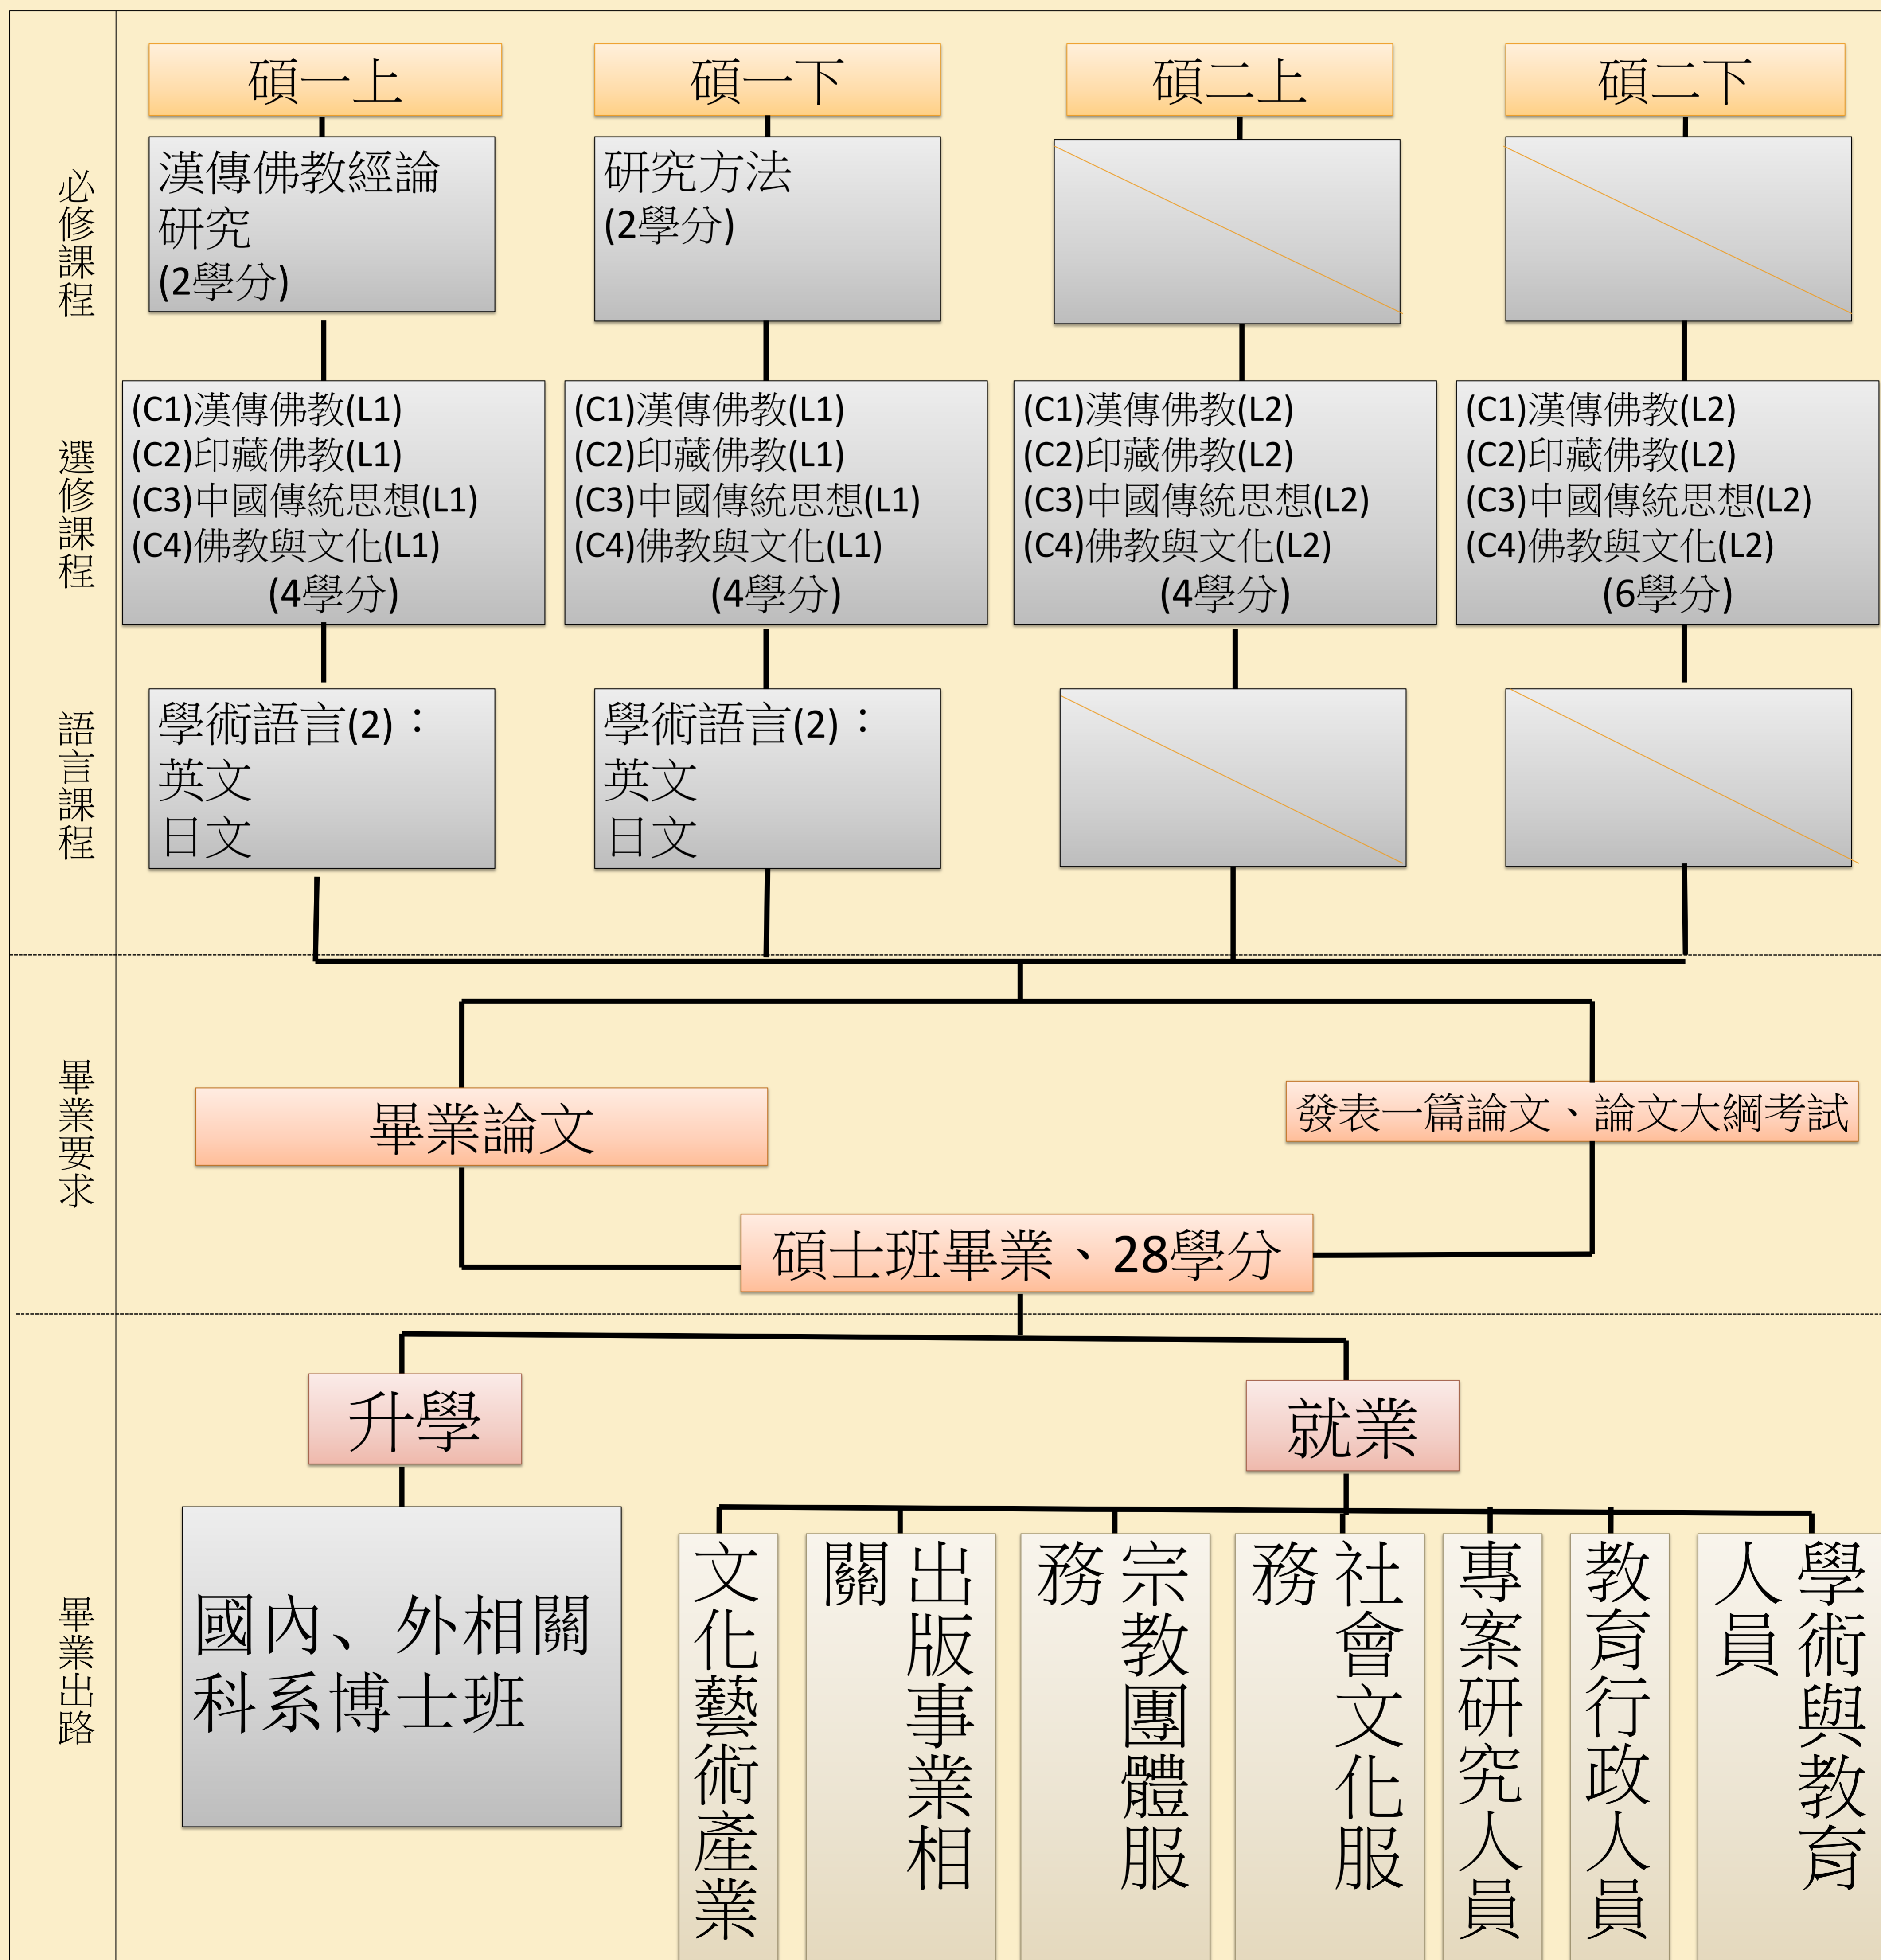 碩一上
碩一下
碩二上
碩二下
必修課程
漢傳佛教經論
研究
(2學分)
研究方法
(2學分)
選修課程
(C1)漢傳佛教(L1)
(C2)印藏佛教(L1)
(C3)中國傳統思想(L1)
(C4)佛教與文化(L1)
(4學分)
(C1)漢傳佛教(L1)
(C2)印藏佛教(L1)
(C3)中國傳統思想(L1)
(C4)佛教與文化(L1)
(4學分)
(C1)漢傳佛教(L2)
(C2)印藏佛教(L2)
(C3)中國傳統思想(L2)
(C4)佛教與文化(L2)
(4學分)
(C1)漢傳佛教(L2)
(C2)印藏佛教(L2)
(C3)中國傳統思想(L2)
(C4)佛教與文化(L2)
(6學分)
語言課程
學術語言(2)：
英文
日文
學術語言(2)：
英文
日文
畢業要求
畢業論文
發表一篇論文、論文大綱考試
碩士班畢業、28學分
畢業出路
升學
就業
國內、外相關
科系博士班
文化藝術產業
出版事業相
關
宗教團體服
務
社會文化服
務
專案研究人員
教育行政人員
學術與教育
人員